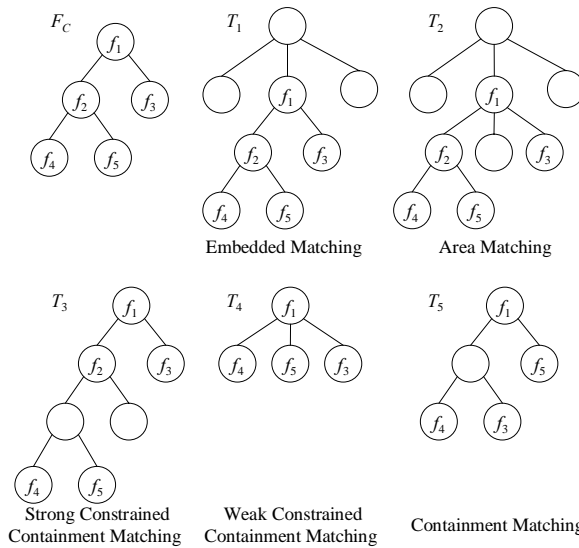 F_C
T_1
T_2
f_1
f_2
f_3
f_4
f_5
f_1
f_2
f_3
f_4
f_5
Embedded Matching
f_1
f_2
f_3
f_4
f_5
Area Matching
T_3
f_1
f_2
f_3
f_4
f_5
Strong Constrained
Containment Matching
T_4
f_1
f_4
f_5
f_3
Weak Constrained
Containment Matching
T_5
f_1
f_5
f_4
f_3
Containment Matching